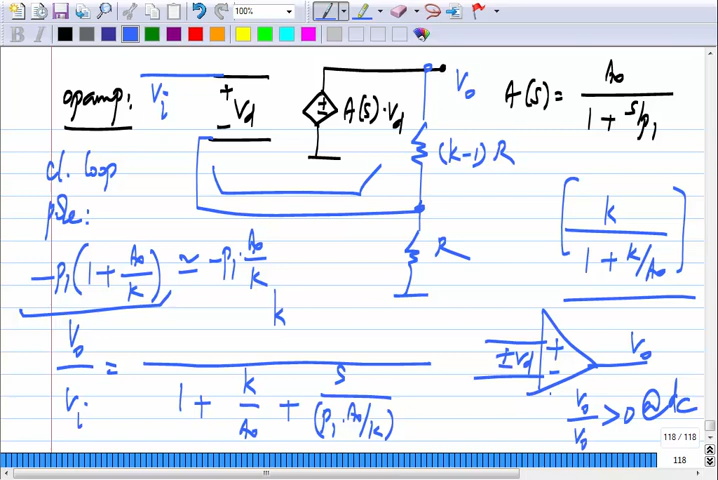 100%
B I U
opamp:
Vi
+
Vd
−
+
−
A(s)·Vd
Vo
A(s) = A0 / (1 + s/p1)
(k-1) R
cl. loop
pole:
-p1(1 + A0/k) ≃ -p1·A0/k
R
[k / (1 + k/A0)]
Vo/Vi = k / (1 + k/A0 + s/(p1·A0/k))
±Vd
+
−
Vo
Vo/Vo > 0 @ dc
118 / 118
118